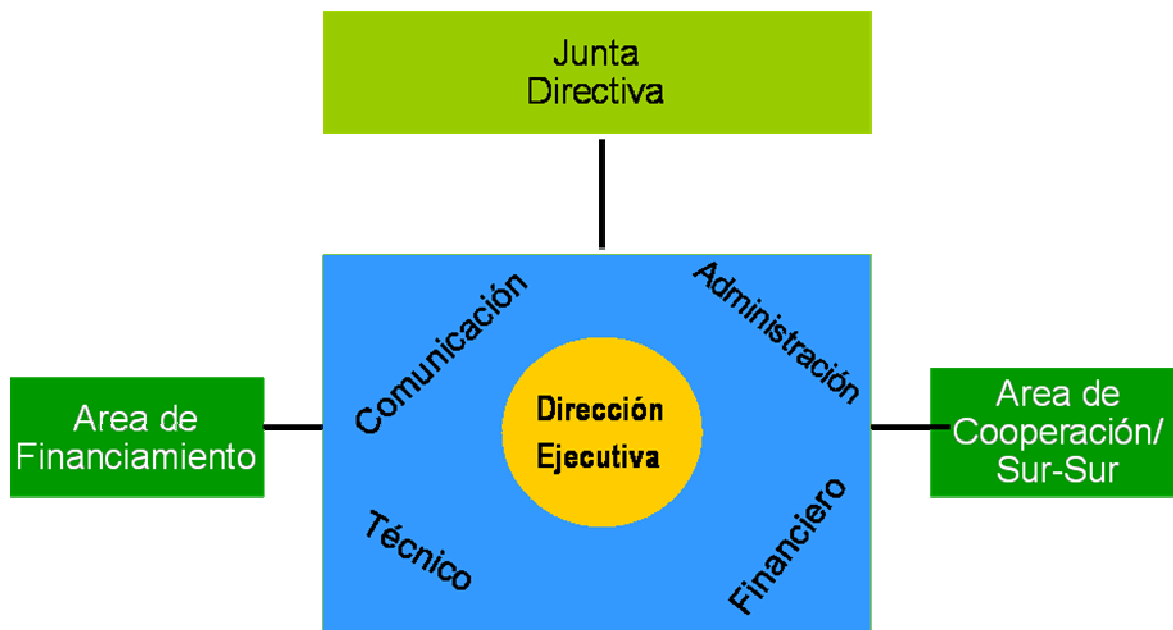 Junta
Directiva
Comunicación
Administración
Area de
Financiamiento
Dirección
Ejecutiva
Area de
Cooperación/
Sur-Sur
Técnico
Financiero